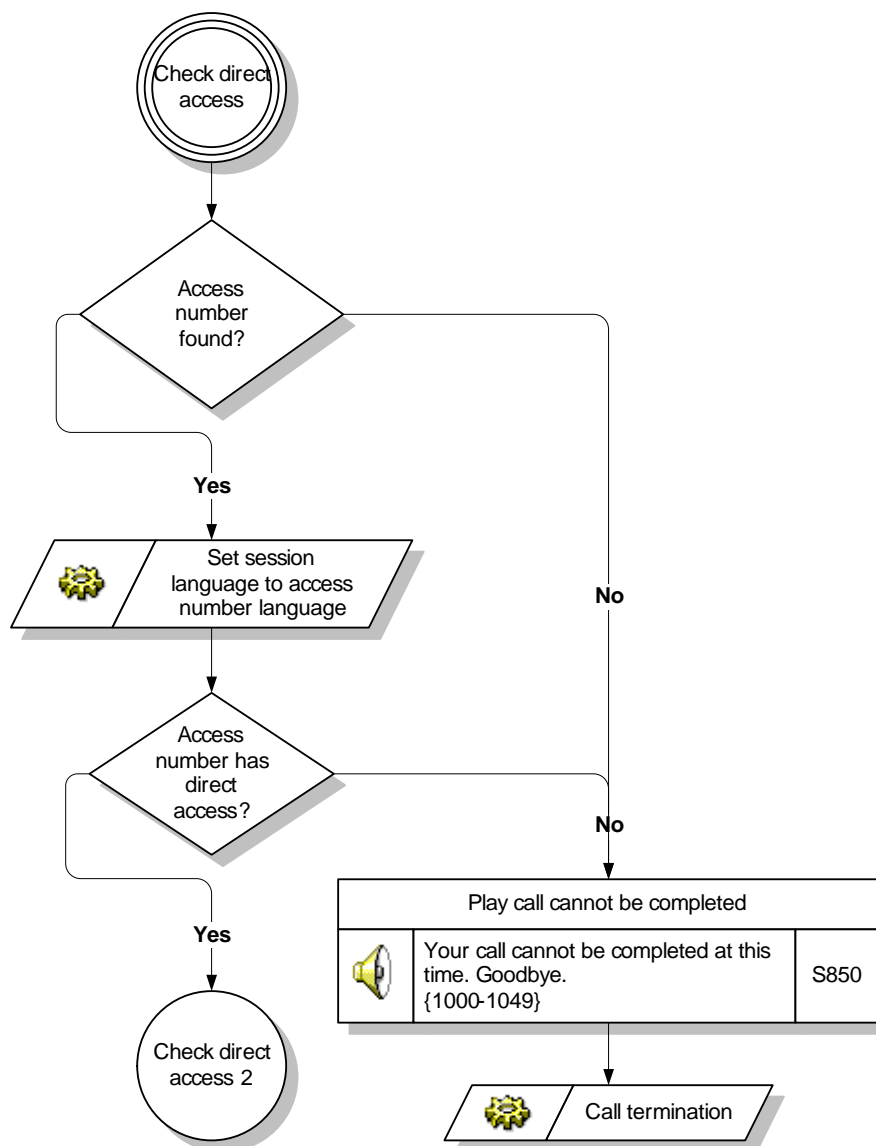 Check direct
access
Access
number
found?
Yes
Set session
language to access
number language
No
Access
number has
direct
access?
No
Yes
Play call cannot be completed
Your call cannot be completed at this
time. Goodbye.
{1000-1049}
S850
Check direct
access 2
Call termination